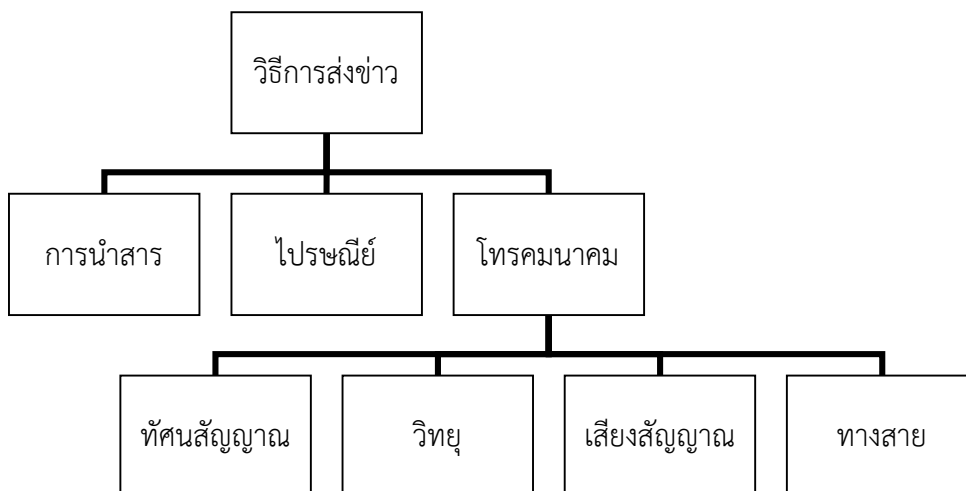 วิธีการส่งข่าว
การนำสาร
ไปรษณีย์
โทรคมนาคม
ทัศนสัญญาณ
วิทยุ
เสียงสัญญาณ
ทางสาย